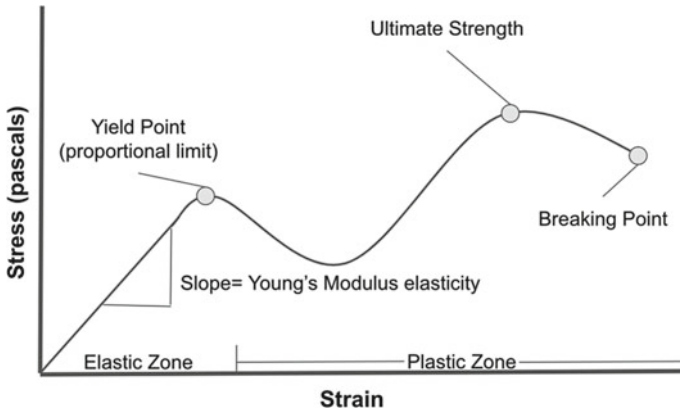 Ultimate Strength
Yield Point
(proportional limit)
Stress (pascals)
Breaking Point
Slope= Young's Modulus elasticity
Elastic Zone
Plastic Zone
Strain